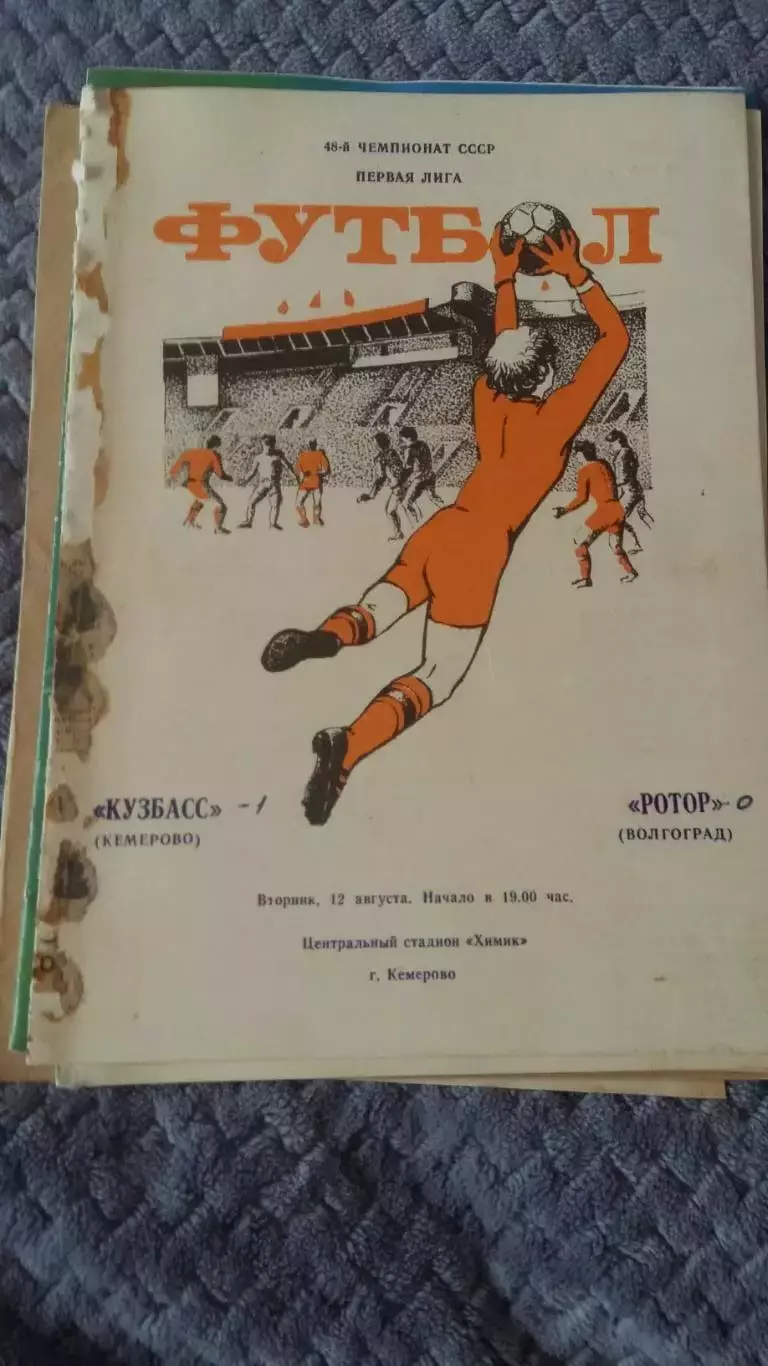 48-й ЧЕМПИОНАТ СССР
ПЕРВАЯ ЛИГА
ФУТБОЛ
«КУЗБАСС» -1
(КЕМЕРОВО)
«РОТОР»-0
(ВОЛГОГРАД)
Вторник, 12 августа. Начало в 19.00 час.
Центральный стадион «Химик»
г. Кемерово